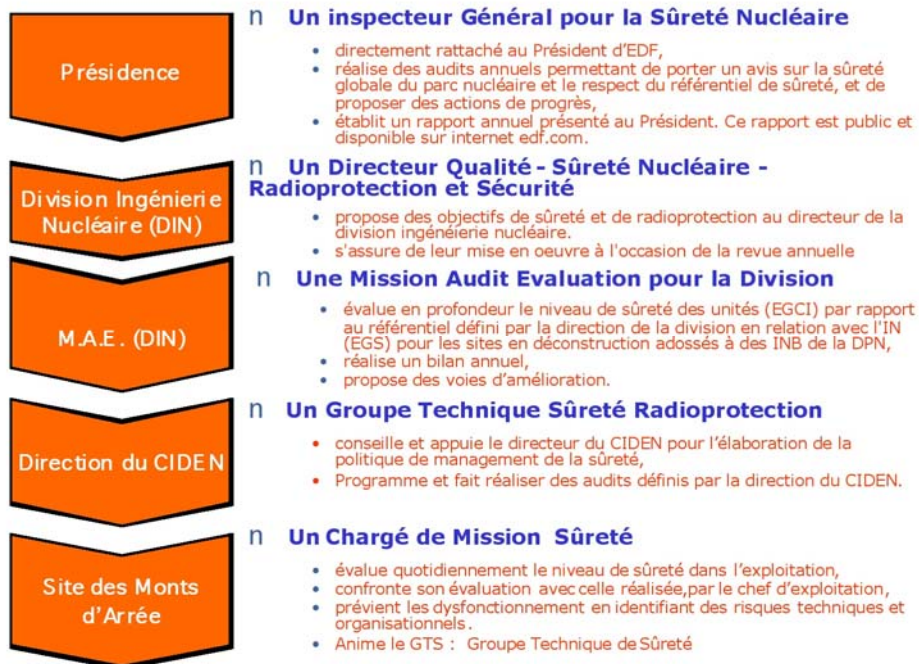 Présidence
n Un inspecteur Général pour la Sûreté Nucléaire
• directement rattaché au Président d'EDF,
• réalise des audits annuels permettant de porter un avis sur la sûreté
globale du parc nucléaire et le respect du référentiel de sûreté, et de
proposer des actions de progrès,
• établit un rapport annuel présenté au Président. Ce rapport est public et
disponible sur internet edf.com.
Division Ingénierie
Nucléaire (DIN)
n Un Directeur Qualité - Sûreté Nucléaire -
Radioprotection et Sécurité
• propose des objectifs de sûreté et de radioprotection au directeur de la
division ingénéierie nucléaire.
• s'assure de leur mise en oeuvre à l'occasion de la revue annuelle
M.A.E. (DIN)
n Une Mission Audit Evaluation pour la Division
• évalue en profondeur le niveau de sûreté des unités (EGCI) par rapport
au référentiel défini par la direction de la division en relation avec l'IN
(EGS) pour les sites en déconstruction adossés à des INB de la DPN,
• réalise un bilan annuel,
• propose des voies d'amélioration.
Direction du CIDEN
n Un Groupe Technique Sûreté Radioprotection
• conseille et appuie le directeur du CIDEN pour l'élaboration de la
politique de management de la sûreté,
• Programme et fait réaliser des audits définis par la direction du CIDEN.
Site des Monts
d'Arrée
n Un Chargé de Mission Sûreté
• évalue quotidiennement le niveau de sûreté dans l'exploitation,
• confronte son évaluation avec celle réalisée,par le chef d'exploitation,
• prévient les dysfonctionnement en identifiant des risques techniques et
organisationnels.
• Anime le GTS : Groupe Technique de Sûreté